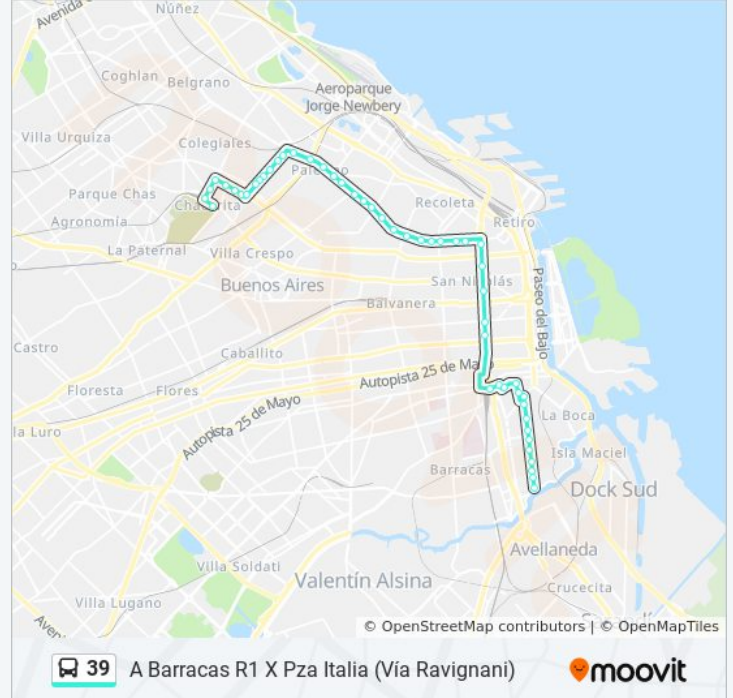 Núñez
Avenida
Coghlan
Belgrano
Aeroparque
Jorge Newbery
Villa Urquiza
Colegiales
Parque Chas
Chacarita
Recoleta
Agronomía
Retiro
La Paternal
Villa Crespo
San Nicolás
Buenos Aires
Balvanera
Paseo del Bajo
Castro
Caballito
Autopista 25 de Mayo
Floresta
Flores
Autopista 25 de Mayo
La Boca
la Luro
Isla Maciel
Barracas
Dock Sud
Avellaneda
Villa Soldati
Valentín Alsina
Crucecita
Villa Lugano
© OpenStreetMap contributors | © OpenMapTiles
39 A Barracas R1 X Pza Italia (Vía Ravignani)
moovit